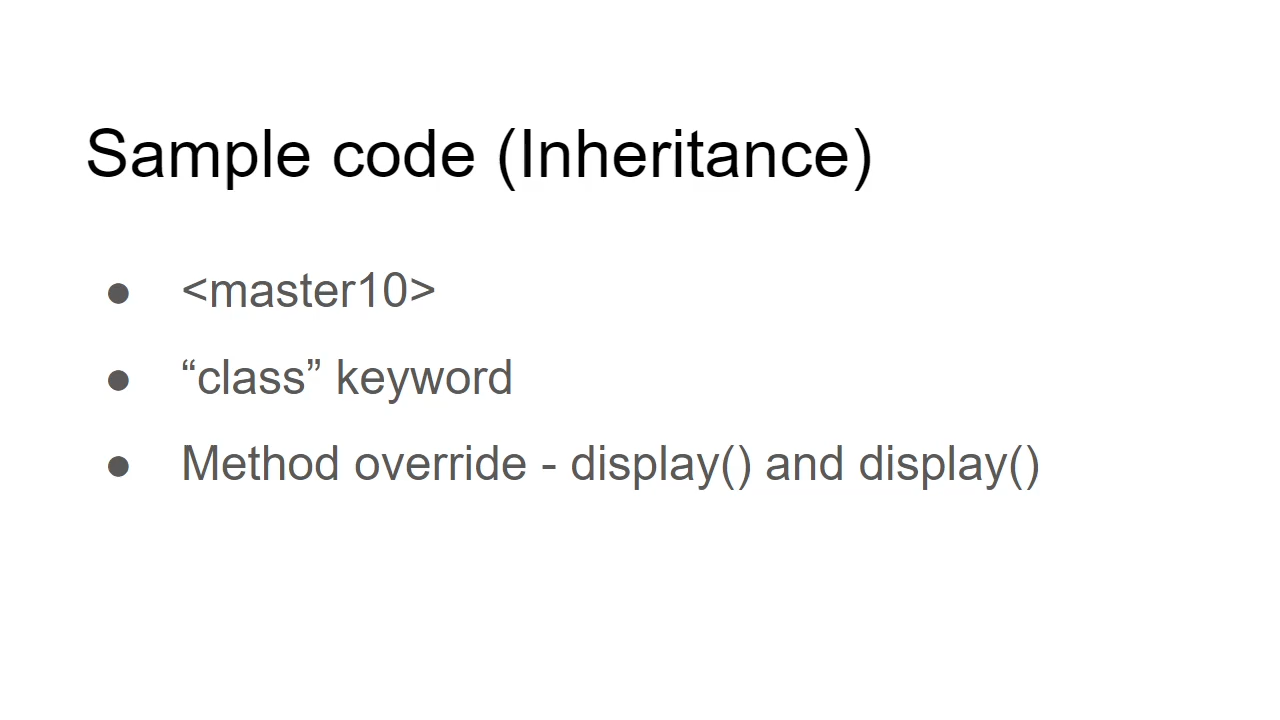 Sample code (Inheritance)
● <master10>
● “class” keyword
● Method override - display() and display()